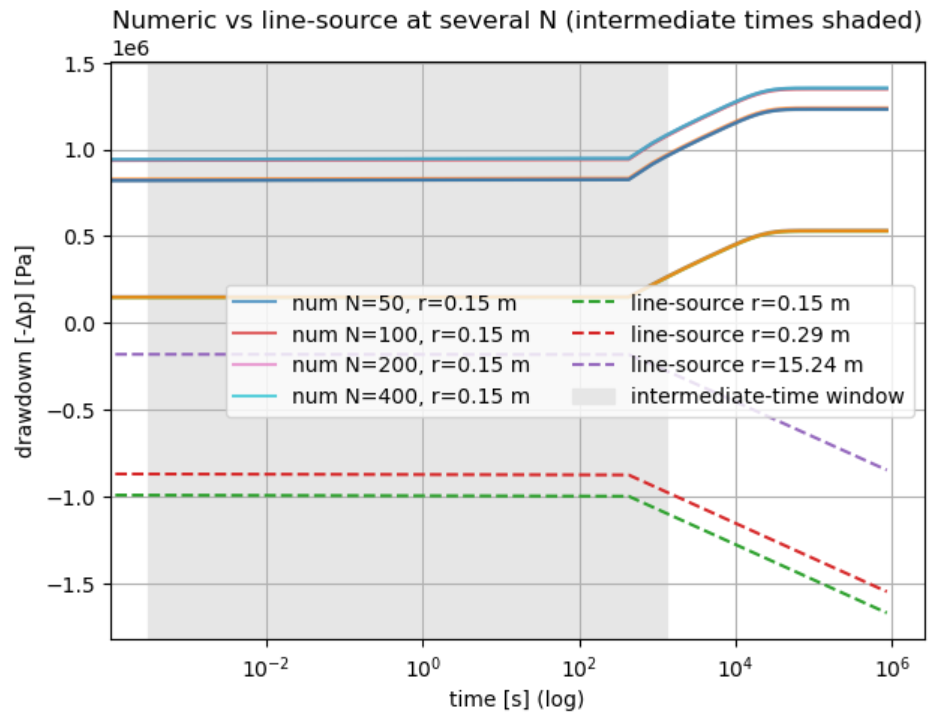 Numeric vs line-source at several N (intermediate times shaded)
1e6
1.5
1.0
0.5
0.0
−0.5
−1.0
−1.5
drawdown [-Δp] [Pa]
num N=50, r=0.15 m
num N=100, r=0.15 m
num N=200, r=0.15 m
num N=400, r=0.15 m
line-source r=0.15 m
line-source r=0.29 m
line-source r=15.24 m
intermediate-time window
10⁻² 10⁰ 10² 10⁴ 10⁶
time [s] (log)